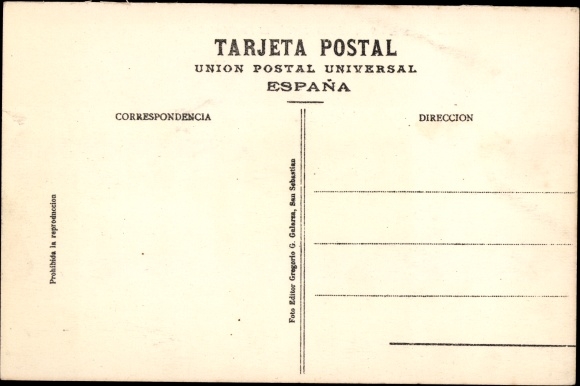 TARJETA POSTAL
UNION POSTAL UNIVERSAL
ESPAÑA
CORRESPONDENCIA
DIRECCION
Prohibida la reproduccion
Foto Editor Gregorio G. Galarza, San Sebastian